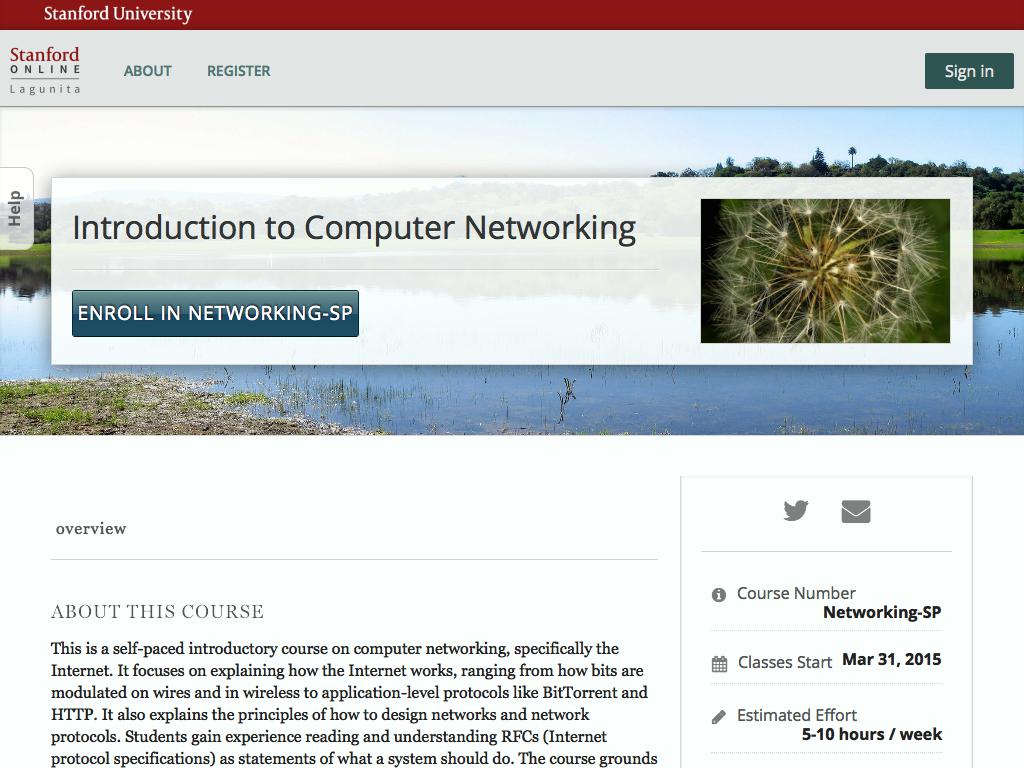 Stanford University
Stanford
ONLINE
Lagunita
ABOUT
REGISTER
Sign in
Help
Introduction to Computer Networking
ENROLL IN NETWORKING-SP
overview
ABOUT THIS COURSE
This is a self-paced introductory course on computer networking, specifically the
Internet. It focuses on explaining how the Internet works, ranging from how bits are
modulated on wires and in wireless to application-level protocols like BitTorrent and
HTTP. It also explains the principles of how to design networks and network
protocols. Students gain experience reading and understanding RFCs (Internet
protocol specifications) as statements of what a system should do. The course grounds
Course Number
Networking-SP
Classes Start Mar 31, 2015
Estimated Effort
5-10 hours / week